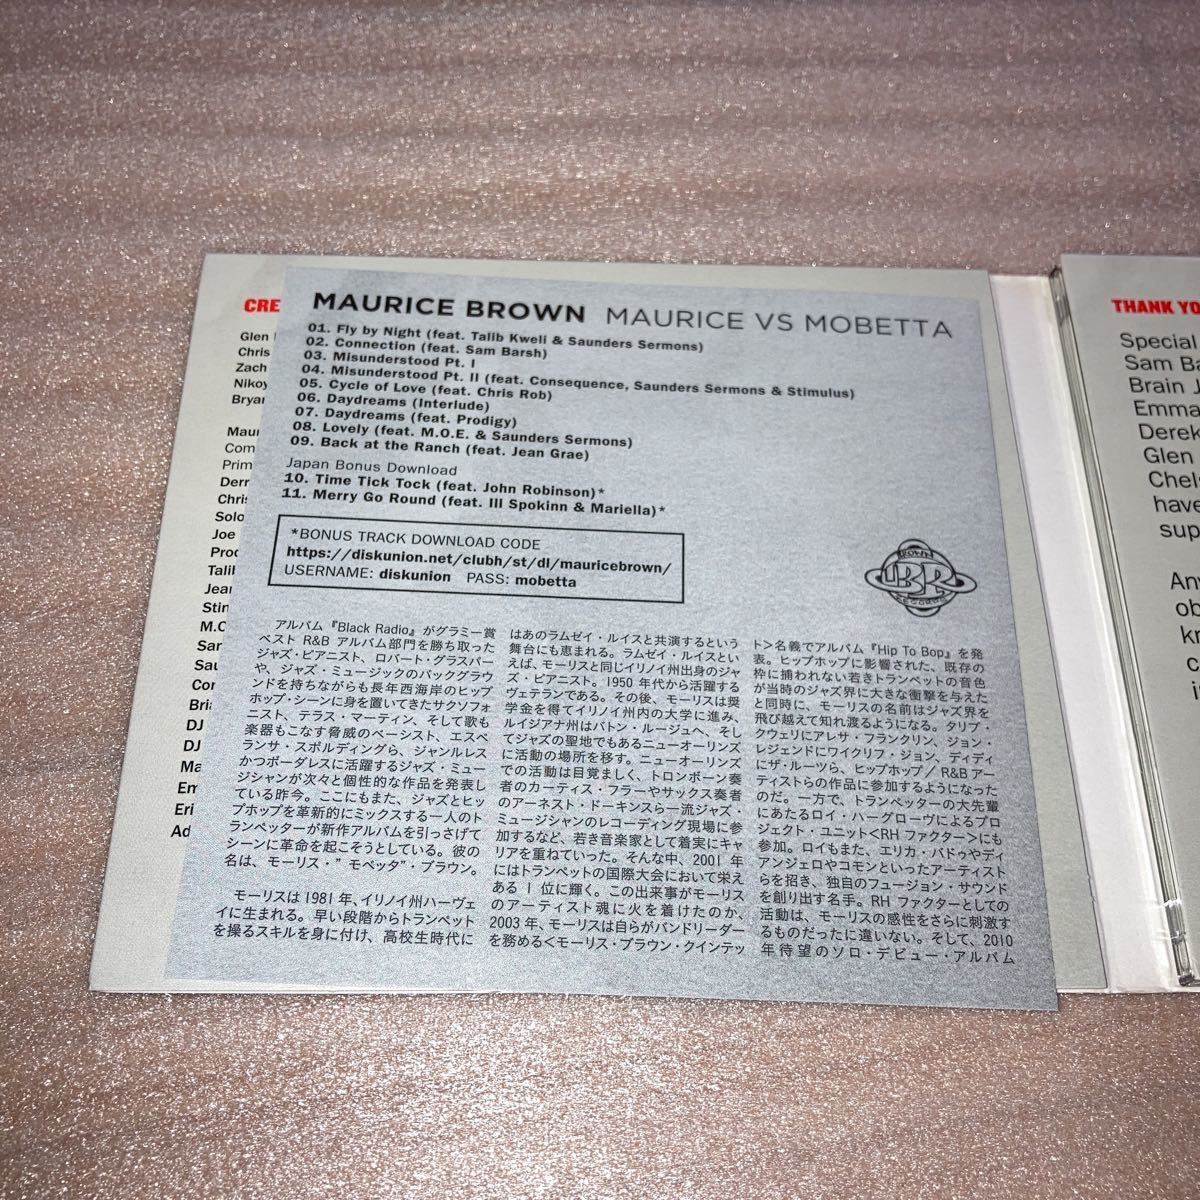 CRE
Glen
Chris
Zach
Nikoy
Bryan
Maur
Com
Prim
Derr
Chris
Solo
Joe
Proc
Talib
Jean
Stim
M.C
Sar
Sau
Cor
Bria
DJ
DJ
Ma
Em
Eri
Ad
MAURICE BROWN MAURICE VS MOBETTA
01. Fly by Night (feat. Talib Kweli & Saunders Sermons)
02. Connection (feat. Sam Barsh)
03. Misunderstood Pt. I
04. Misunderstood Pt. II (feat. Consequence, Saunders Sermons & Stimulus)
05. Cycle of Love (feat. Chris Rob)
06. Daydreams (Interlude)
07. Daydreams (feat. Prodigy)
08. Lovely (feat. M.O.E. & Saunders Sermons)
09. Back at the Ranch (feat. Jean Grae)
Japan Bonus Download
10. Time Tick Tock (feat. John Robinson)*
11. Merry Go Round (feat. Ill Spokinn & Mariella)*
*BONUS TRACK DOWNLOAD CODE
https://diskunion.net/clubh/st/dl/mauricebrown/
USERNAME: diskunion PASS: mobetta
BROWN
UBR
RECORDS
アルバム『Black Radio』がグラミー賞
ベスト R&B アルバム部門を勝ち取った
ジャズ・ピアニスト、ロバート・グラスパー
や、ジャズ・ミュージックのバックグラウ
ンドを持ちながらも長年西海岸のヒップ
ホップ・シーンに身を置いてきたサクソフォ
ニスト、テラス・マーティン、そして歌も
楽器もこなす脅威のベーシスト、エスペ
ランサ・スポルディングら、ジャンルレス
かつボーダレスに活躍するジャズ・ミュー
ジシャンが次々と個性的な作品を発表し
ている昨今。ここにもまた、ジャズとヒッ
プホップを革新的にミックスする一人のト
ランペッターが新作アルバムを引っさげて
シーンに革命を起こそうとしている。彼の
名は、モーリス・"モベッタ"・ブラウン。
モーリスは 1981 年、イリノイ州ハーヴェ
イに生まれる。早い段階からトランペット
を操るスキルを身に付け、高校生時代に
はあのラムゼイ・ルイスと共演するという
舞台にも恵まれる。ラムゼイ・ルイスとい
えば、モーリスと同じイリノイ州出身のジャ
ズ・ピアニスト。1950 年代から活躍する
ヴェテランである。その後、モーリスは奨
学金を得てイリノイ州内の大学に進み、
ルイジアナ州はバトン・ルージュへ、そし
てジャズの聖地でもあるニューオーリンズ
に活動の場所を移す。ニューオーリンズ
での活動は目覚ましく、トロンボーン奏
者のカーティス・フラーやサックス奏者
のアーネスト・ドーキンスら一流ジャズ・
ミュージシャンのレコーディング現場に参
加するなど、若き音楽家として着実にキャ
リアを重ねていった。そんな中、2001 年
にはトランペットの国際大会において栄え
ある 1 位に輝く。この出来事がモーリス
のアーティスト魂に火を着けたのか、
2003 年、モーリスは自らがバンドリーダー
を務める<モーリス・ブラウン・クインテッ
ト>名義でアルバム『Hip To Bop』を発
表。ヒップホップに影響された、既存の
枠に捕われない若きトランペットの音色
が当時のジャズ界に大きな衝撃を与えた
と同時に、モーリスの名前はジャズ界を
飛び越えて知れ渡るようになる。タリブ・
クウェリにアレサ・フランクリン、ジョン・
レジェンドにワイクリフ・ジョン、ディディ
にザ・ルーツら、ヒップホップ／R&B アー
ティストらの作品に参加するようになった
のだ。一方で、トランペッターの大先輩
にあたるロイ・ハーグローヴによるプロ
ジェクト・ユニット<RH ファクター>にも
参加。ロイもまた、エリカ・バドゥやディ
アンジェロやコモンといったアーティスト
らを招き、独自のフュージョン・サウンド
を創り出す名手。RH ファクターとしての
活動は、モーリスの感性をさらに刺激す
るものだったに違いない。そして、2010
年待望のソロ・デビュー・アルバム
THANK YO
Special
Sam Ba
Brain J
Emma
Derek
Glen
Chels
have
sup
Any
ob
kn
c
i